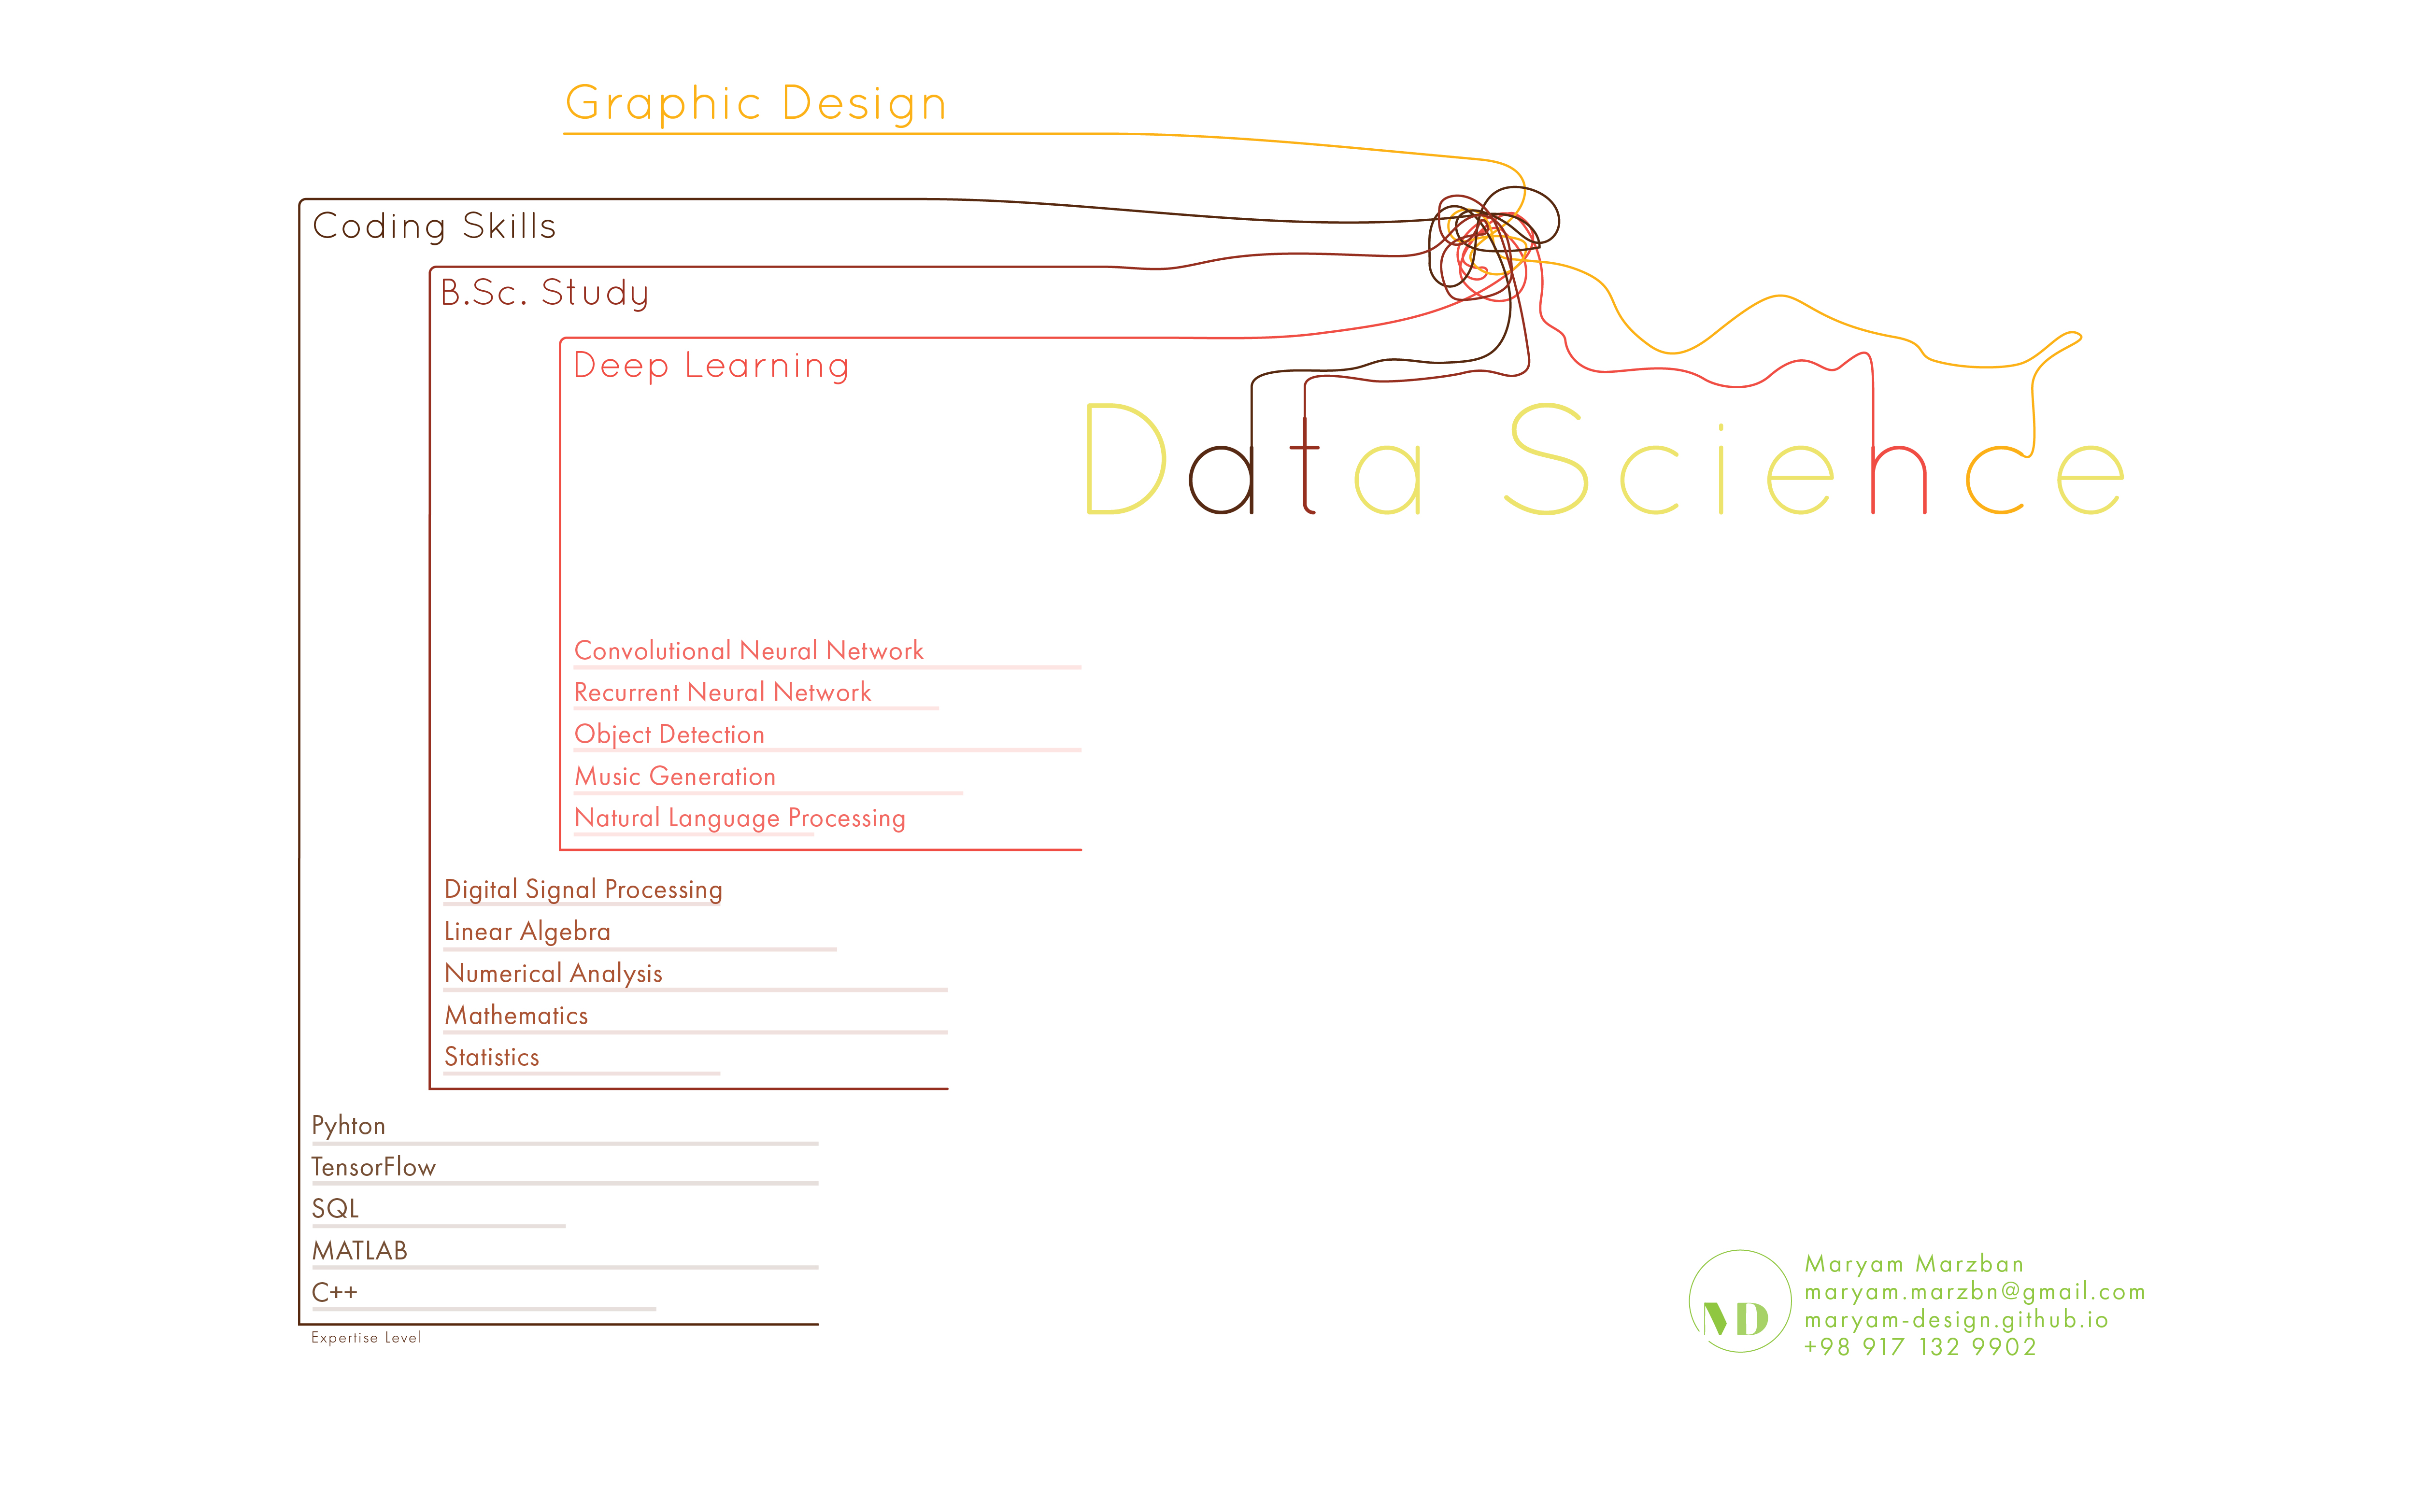 Graphic Design
Coding Skills
B.Sc. Study
Deep Learning
Data Sciehce
Convolutional Neural Network
Recurrent Neural Network
Object Detection
Music Generation
Natural Language Processing
Digital Signal Processing
Linear Algebra
Numerical Analysis
Mathematics
Statistics
Pyhton
TensorFlow
SQL
MATLAB
C++
Expertise Level
MD
Maryam Marzban
maryam.marzbn@gmail.com
maryam-design.github.io
+98 917 132 9902